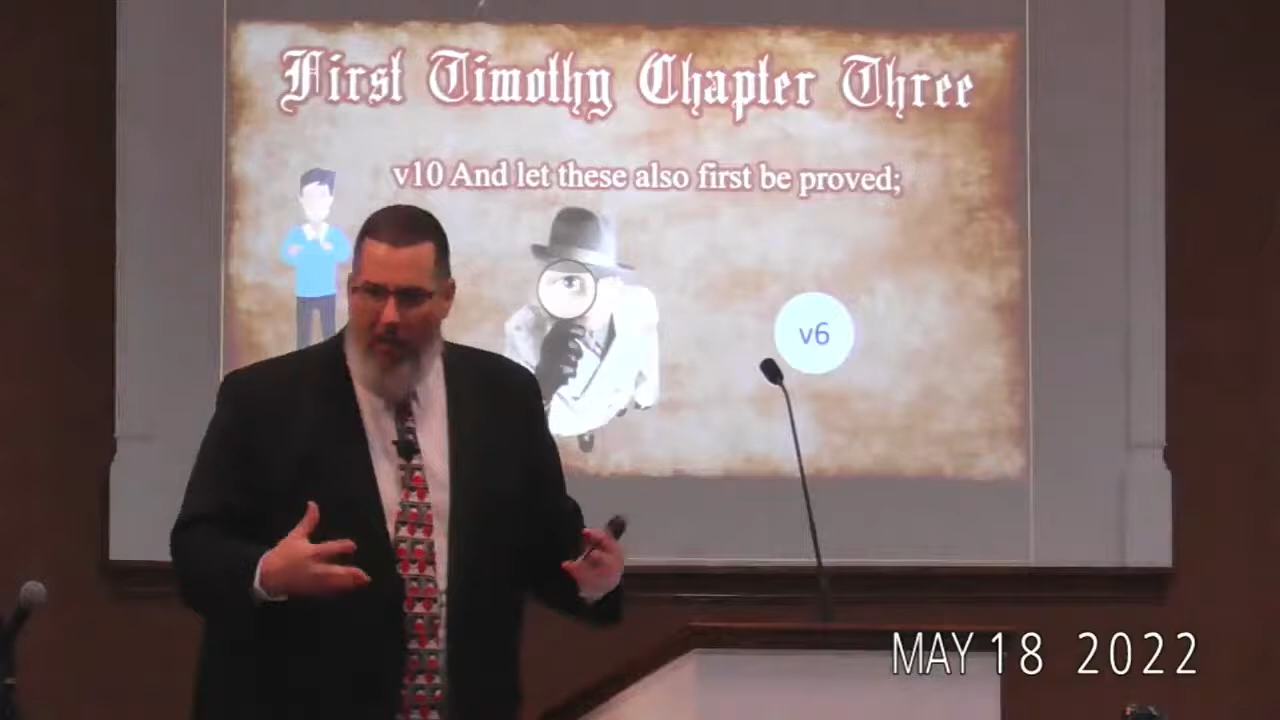 First Timothy Chapter Three
v10 And let these also first be proved;
v6
MAY 18 2022